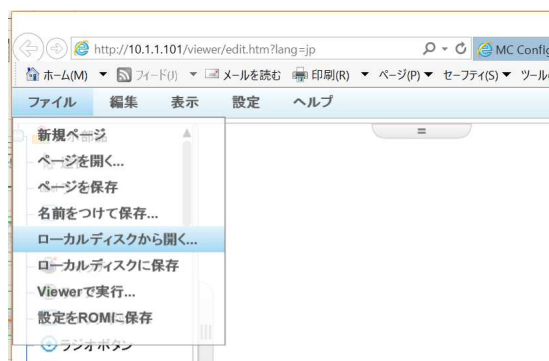 http://10.1.1.101/viewer/edit.htm?lang=jp
MC Config
ホーム(M) フィード(J) メールを読む 印刷(R) ページ(P) セーフティ(S) ツール
ファイル 編集 表示 設定 ヘルプ
新規ページ
ページを開く...
ページを保存
名前をつけて保存...
ローカルディスクから開く...
ローカルディスクに保存
Viewerで実行...
設定をROMに保存
ラジオボタン